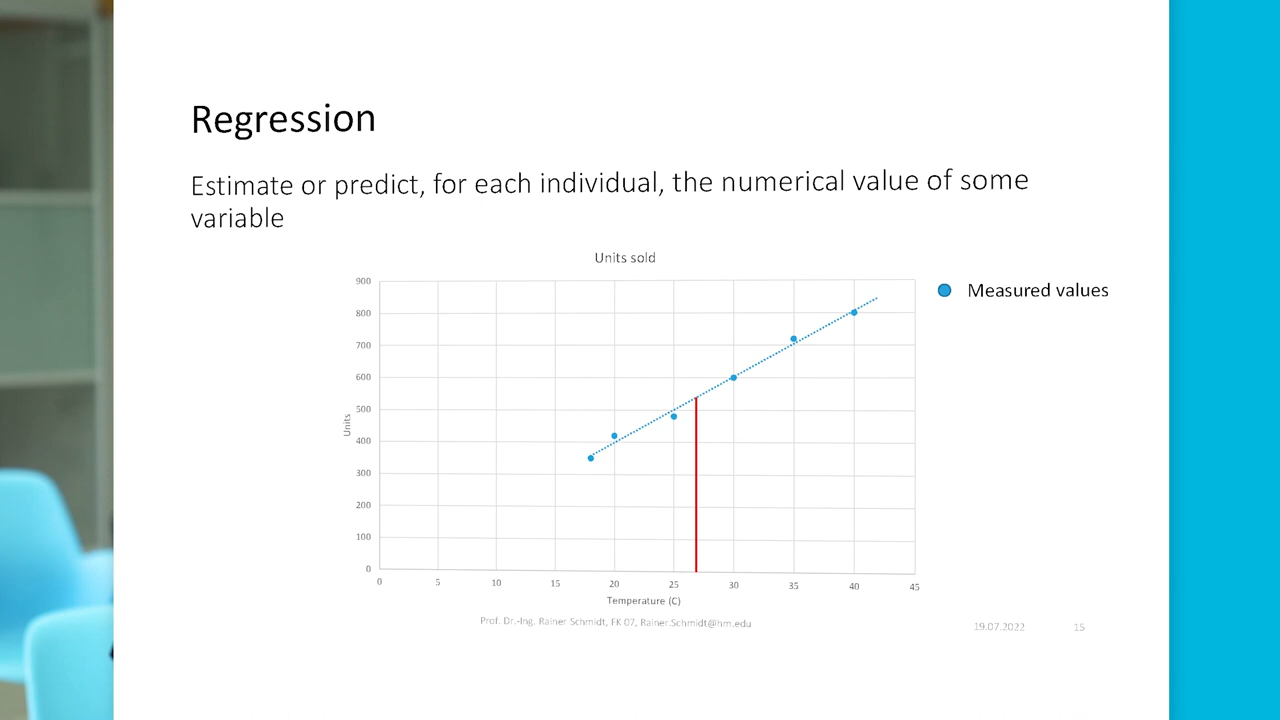 Regression
Estimate or predict, for each individual, the numerical value of some
variable
Units sold
Measured values
900
800
700
600
500
400
300
200
100
0
Units
0 5 10 15 20 25 30 35 40 45
Temperature (C)
Prof. Dr.-Ing. Rainer Schmidt, FK 07, Rainer.Schmidt@hm.edu
19.07.2022
15